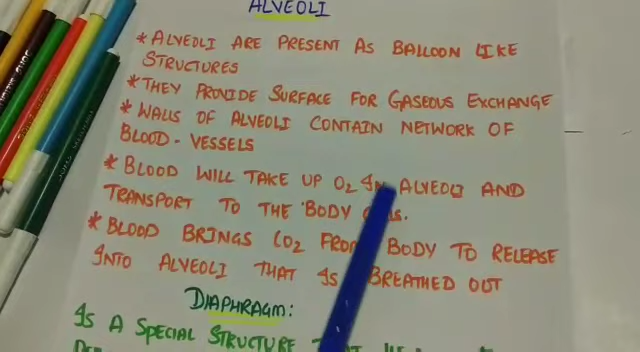 ALVEOLI
* ALVEOLI ARE PRESENT AS BALLOON LIKE
STRUCTURES
* THEY PROVIDE SURFACE FOR GASEOUS EXCHANGE
* WALLS OF ALVEOLI CONTAIN NETWORK OF
BLOOD-VESSELS
* BLOOD WILL TAKE UP O2 IN ALVEOLI AND
TRANSPORT TO THE BODY
* BLOOD BRINGS CO2 FROM BODY TO RELEASE
INTO ALVEOLI THAT IS BREATHED OUT
DIAPHRAGM:
IS A SPECIAL STRUCTURE